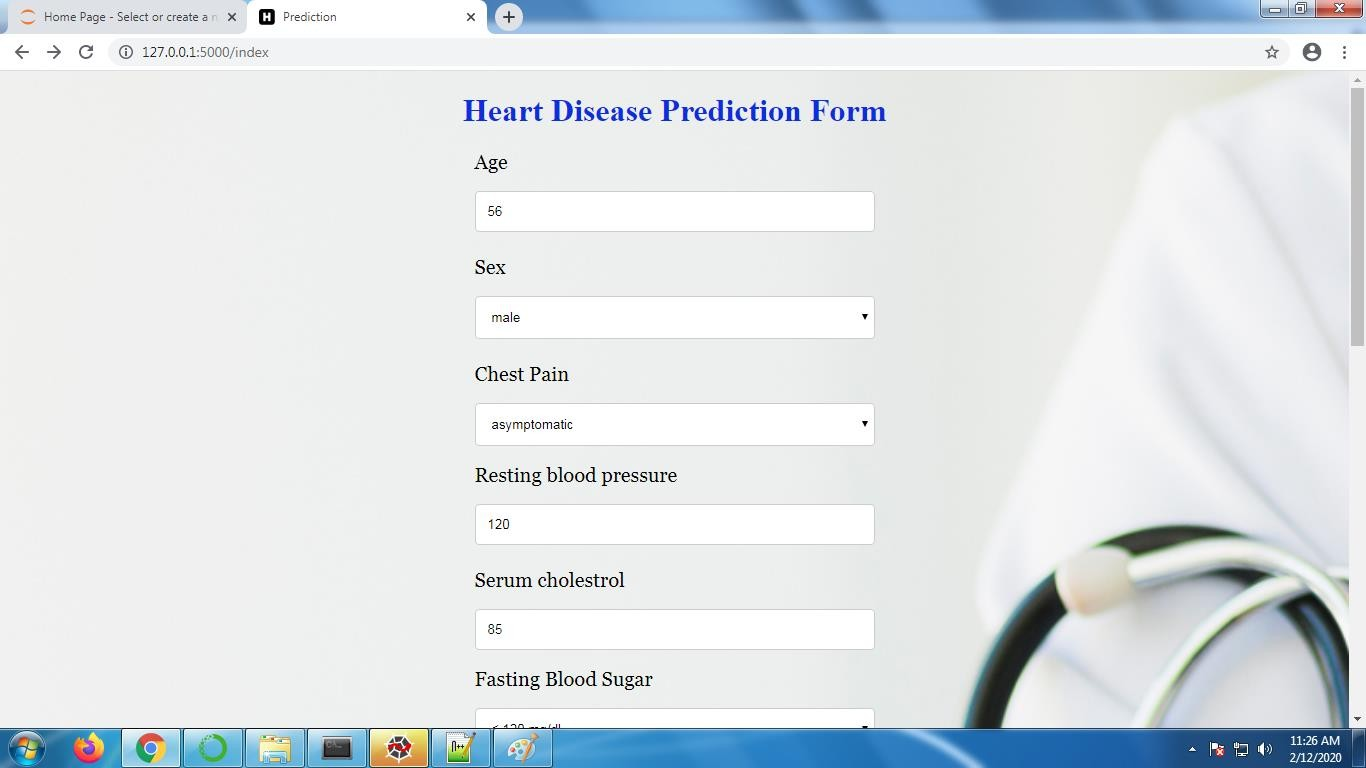 Home Page - Select or create a n
Prediction
127.0.0.1:5000/index
Heart Disease Prediction Form
Age
56
Sex
male
Chest Pain
asymptomatic
Resting blood pressure
120
Serum cholestrol
85
Fasting Blood Sugar
11:26 AM
2/12/2020